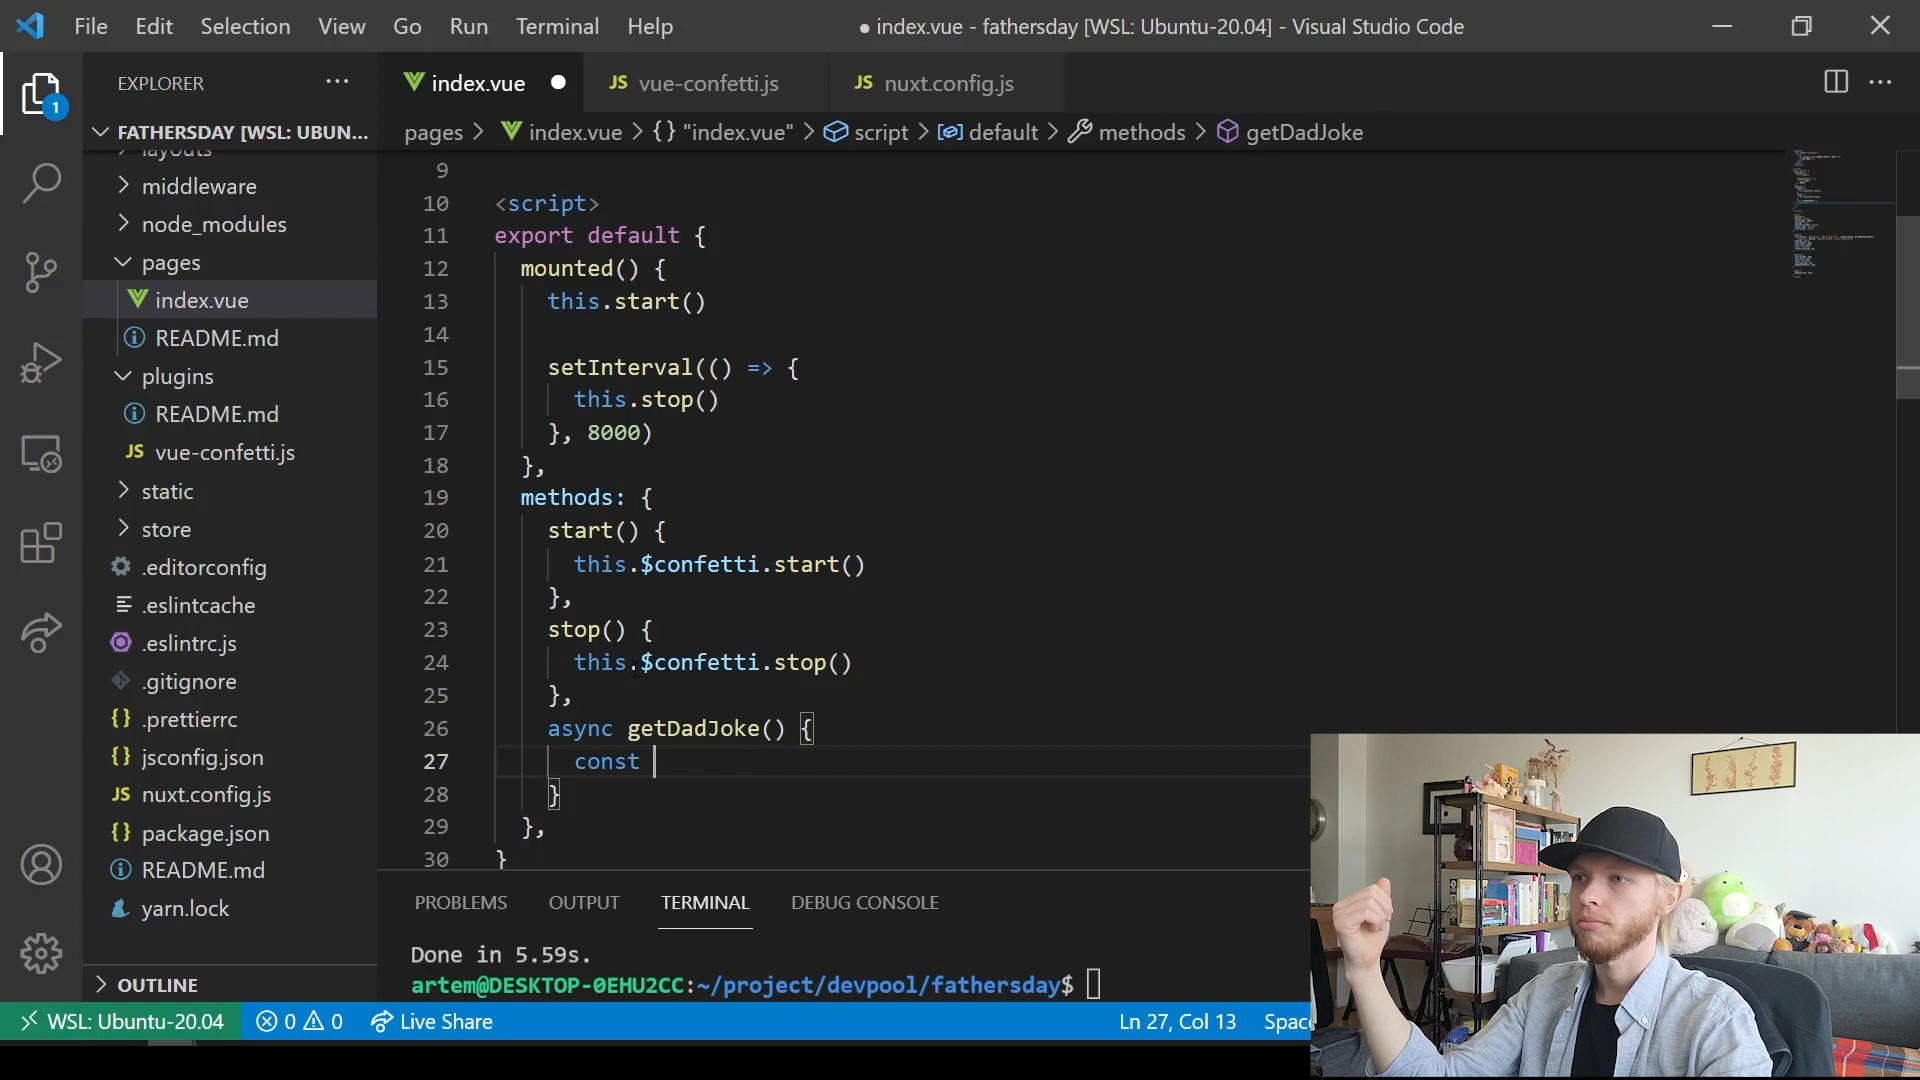 File Edit Selection View Go Run Terminal Help
● index.vue - fathersday [WSL: Ubuntu-20.04] - Visual Studio Code
EXPLORER
1
FATHERSDAY [WSL: UBUN...
layouts
middleware
node_modules
pages
index.vue
README.md
plugins
README.md
JS vue-confetti.js
static
store
.editorconfig
.eslintcache
.eslintrc.js
.gitignore
{} .prettierrc
{} jsconfig.json
JS nuxt.config.js
{} package.json
README.md
yarn.lock
OUTLINE
index.vue
JS vue-confetti.js
JS nuxt.config.js
pages > index.vue > {} "index.vue" > script > default > methods > getDadJoke
9
10 <script>
11 export default {
12 mounted() {
13 this.start()
14
15 setInterval(() => {
16 this.stop()
17 }, 8000)
18 },
19 methods: {
20 start() {
21 this.$confetti.start()
22 },
23 stop() {
24 this.$confetti.stop()
25 },
26 async getDadJoke() {
27 const
28 }
29 },
30 }
PROBLEMS OUTPUT TERMINAL DEBUG CONSOLE
Done in 5.59s.
artem@DESKTOP-0EHU2CC:~/project/devpool/fathersday$
WSL: Ubuntu-20.04 0 0 Live Share Ln 27, Col 13